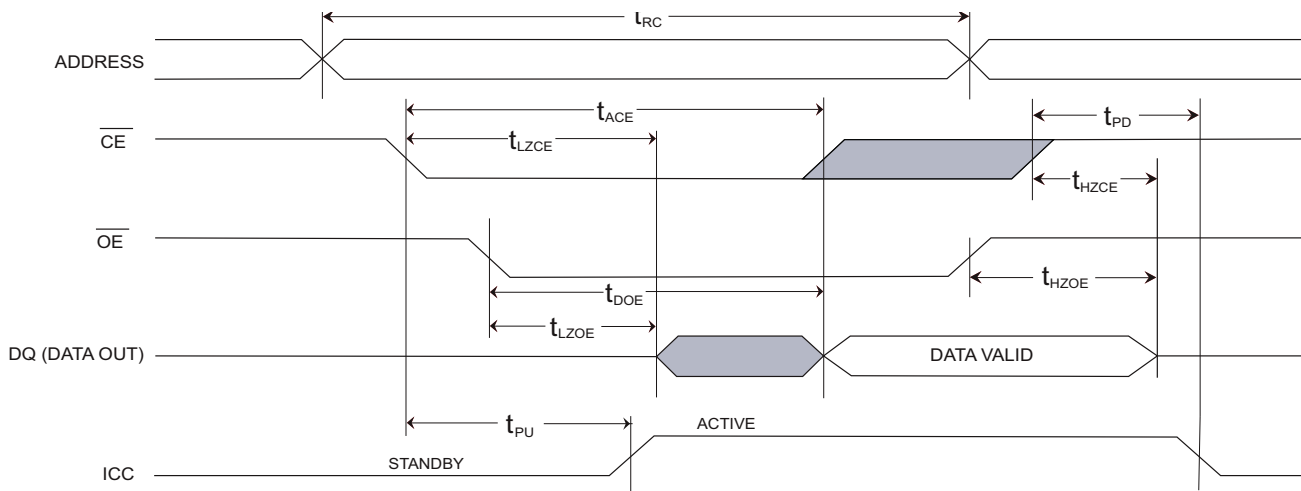 tRC
ADDRESS
tACE
tPD
CE
tLZCE
tHZCE
OE
tHZOE
tDOE
tLZOE
DQ (DATA OUT)
DATA VALID
tPU
ACTIVE
STANDBY
ICC